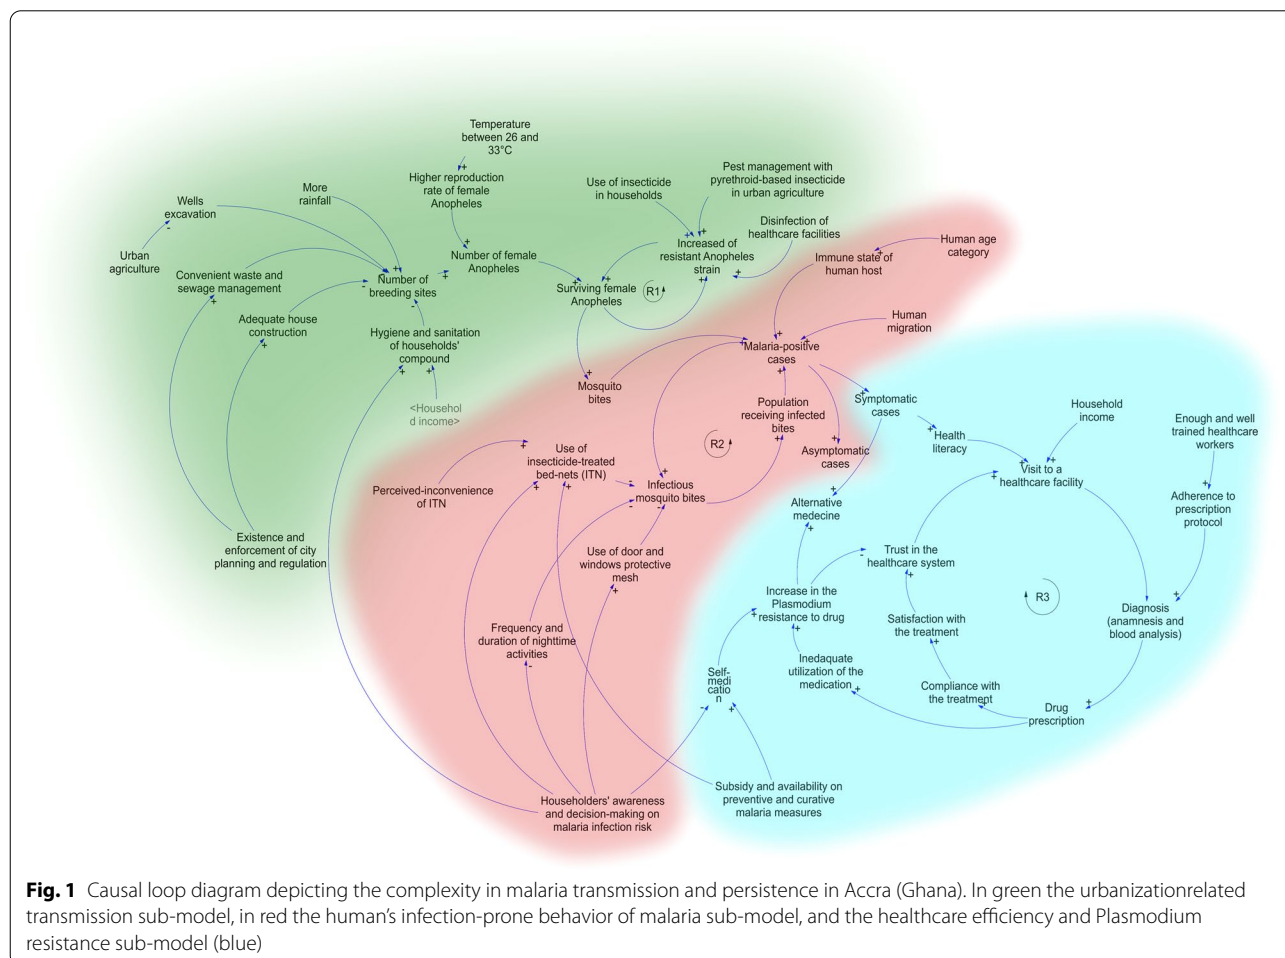 Temperature
between 26 and
33°C
Higher reproduction
rate of female
Anopheles
Use of insecticide
in households
Pest management with
pyrethroid-based insecticide
in urban agriculture
More
rainfall
Wells
excavation
Urban
agriculture
Number of female
Anopheles
Increased of
resistant Anopheles
strain
Disinfection of
healthcare facilities
Human age
category
Immune state of
human host
Convenient waste and
sewage management
Number of
breeding sites
Surviving female
Anopheles
R1
Adequate house
construction
Hygiene and sanitation
of households'
compound
Human
migration
Malaria-positive
cases
Mosquito
bites
<Househol
d income>
Population
receiving infected
bites
Symptomatic
cases
Household
income
Enough and well
trained healthcare
workers
Health
literacy
R2
Asymptomatic
cases
Use of
insecticide-treated
bed-nets (ITN)
Perceived-inconvenience
of ITN
Infectious
mosquito bites
Visit to a
healthcare facility
Alternative
medecine
Adherence to
prescription
protocol
Existence and
enforcement of city
planning and regulation
Use of door and
windows protective
mesh
Trust in the
healthcare system
Increase in the
Plasmodium
resistance to drug
R3
Diagnosis
(anamnesis and
blood analysis)
Satisfaction with
the treatment
Frequency and
duration of nighttime
activities
Self-
medi
catio
n
Inedaquate
utilization of the
medication
Compliance with
the treatment
Drug
prescription
Householders' awareness
and decision-making on
malaria infection risk
Subsidy and availability on
preventive and curative
malaria measures
Fig. 1 Causal loop diagram depicting the complexity in malaria transmission and persistence in Accra (Ghana). In green the urbanizationrelated
transmission sub-model, in red the human's infection-prone behavior of malaria sub-model, and the healthcare efficiency and Plasmodium
resistance sub-model (blue)